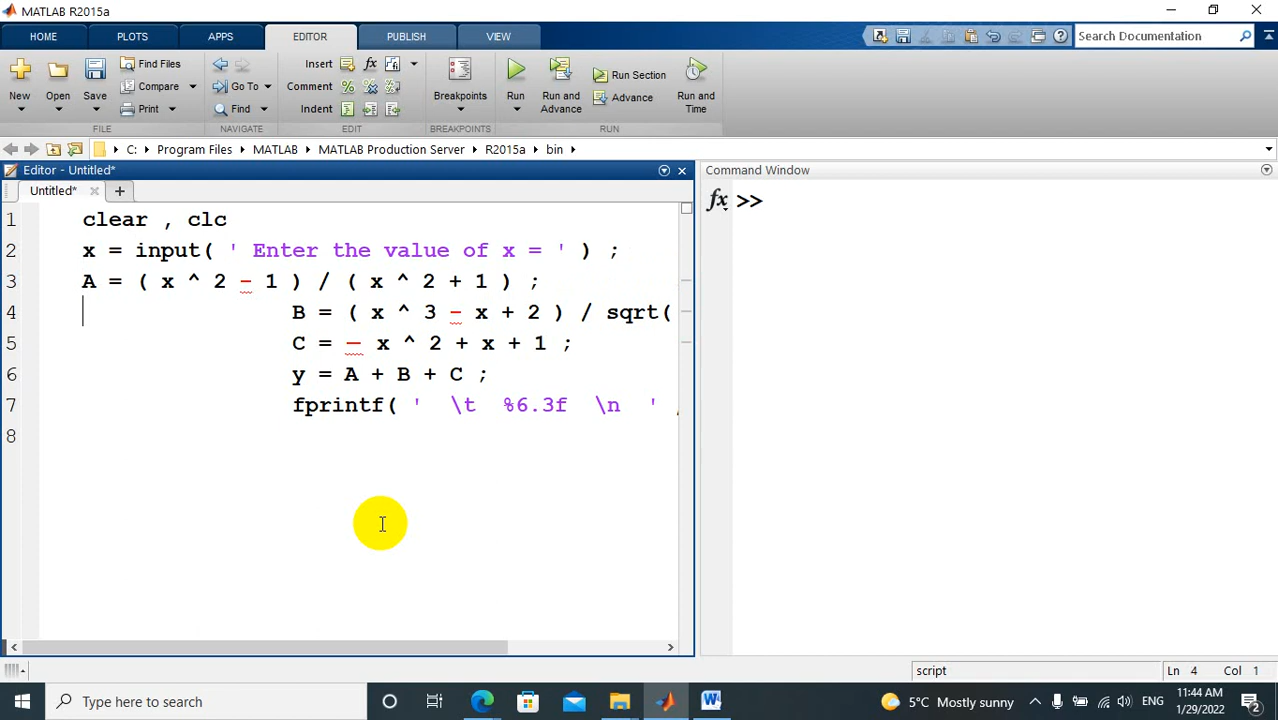 MATLAB R2015a
HOME PLOTS APPS EDITOR PUBLISH VIEW Search Documentation
New Open Save Find Files Compare Print
Go To Find
Insert fx
Comment %
Indent
Breakpoints
Run Run and Advance Run Section Advance Run and Time
FILE NAVIGATE EDIT BREAKPOINTS RUN
C: Program Files MATLAB MATLAB Production Server R2015a bin
Editor - Untitled*
Untitled* +
1 clear , clc
2 x = input( ' Enter the value of x = ' ) ;
3 A = ( x ^ 2 – 1 ) / ( x ^ 2 + 1 ) ;
4 B = ( x ^ 3 – x + 2 ) / sqrt(
5 C = – x ^ 2 + x + 1 ;
6 y = A + B + C ;
7 fprintf( ' \t %6.3f \n ' ,
8
Command Window
fx >>
script Ln 4 Col 1
Type here to search
5°C Mostly sunny ENG 11:44 AM
1/29/2022 2